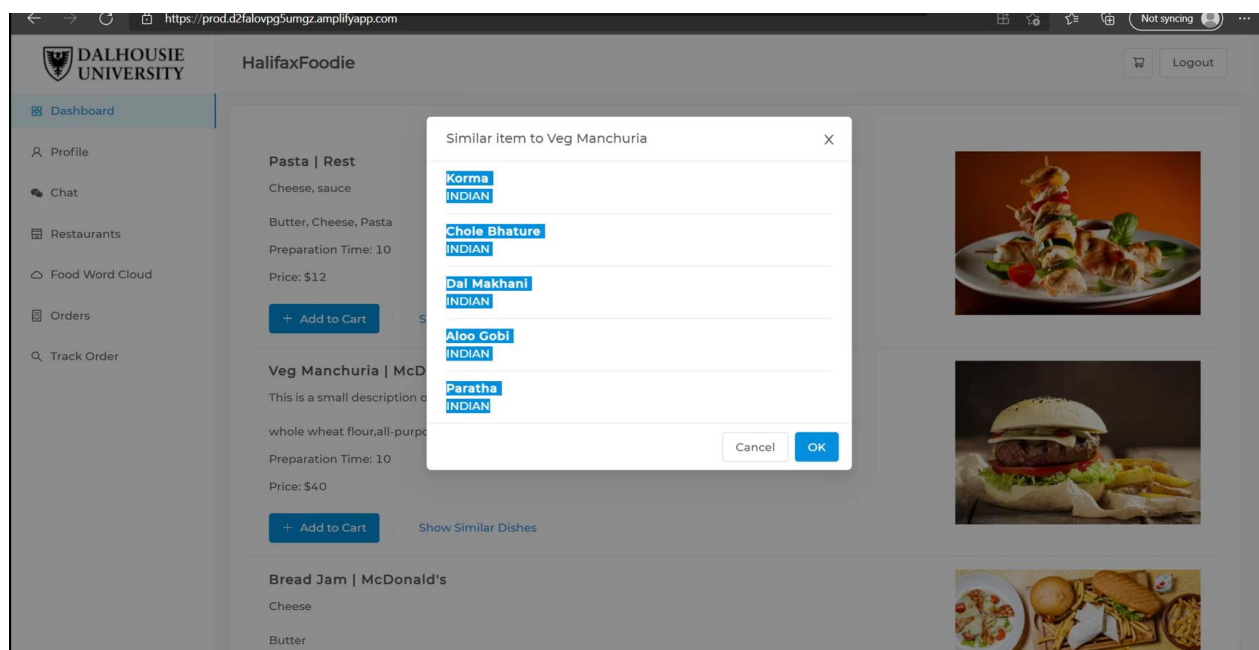 https://prod.d2falovpg5umgz.amplifyapp.com
Not syncing
DALHOUSIE
UNIVERSITY
HalifaxFoodie
Logout
Dashboard
Profile
Chat
Restaurants
Food Word Cloud
Orders
Track Order
Pasta | Rest
Cheese, sauce
Butter, Cheese, Pasta
Preparation Time: 10
Price: $12
+ Add to Cart
S
Veg Manchuria | McD
This is a small description o
whole wheat flour,all-purpo
Preparation Time: 10
Price: $40
+ Add to Cart Show Similar Dishes
Bread Jam | McDonald's
Cheese
Butter
Similar item to Veg Manchuria X
Korma
INDIAN
Chole Bhature
INDIAN
Dal Makhani
INDIAN
Aloo Gobi
INDIAN
Paratha
INDIAN
Cancel OK